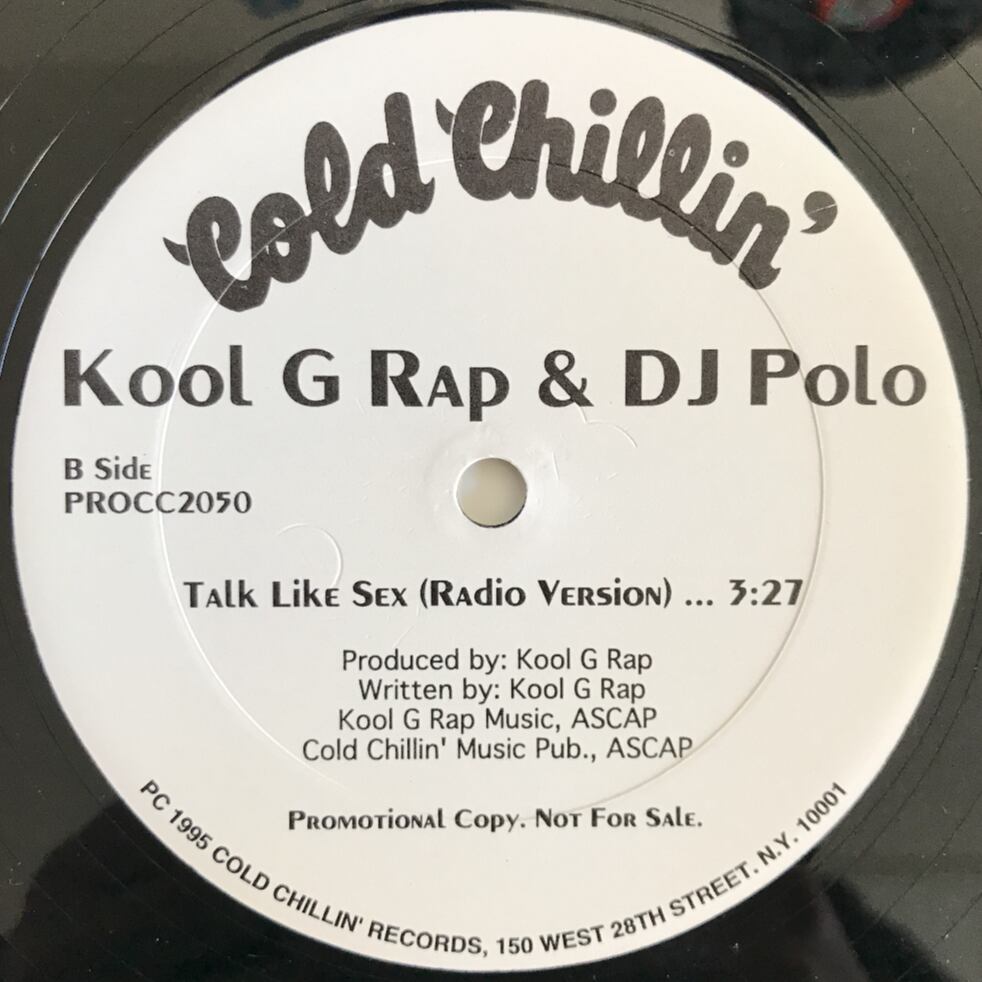 Cold Chillin'
Kool G Rap & DJ Polo
B Side
PROCC2050
Talk Like Sex (Radio Version) ... 3:27
Produced by: Kool G Rap
Written by: Kool G Rap
Kool G Rap Music, ASCAP
Cold Chillin' Music Pub., ASCAP
Promotional Copy. Not For Sale.
PC 1995 COLD CHILLIN' RECORDS, 150 WEST 28TH STREET. N.Y. 10001